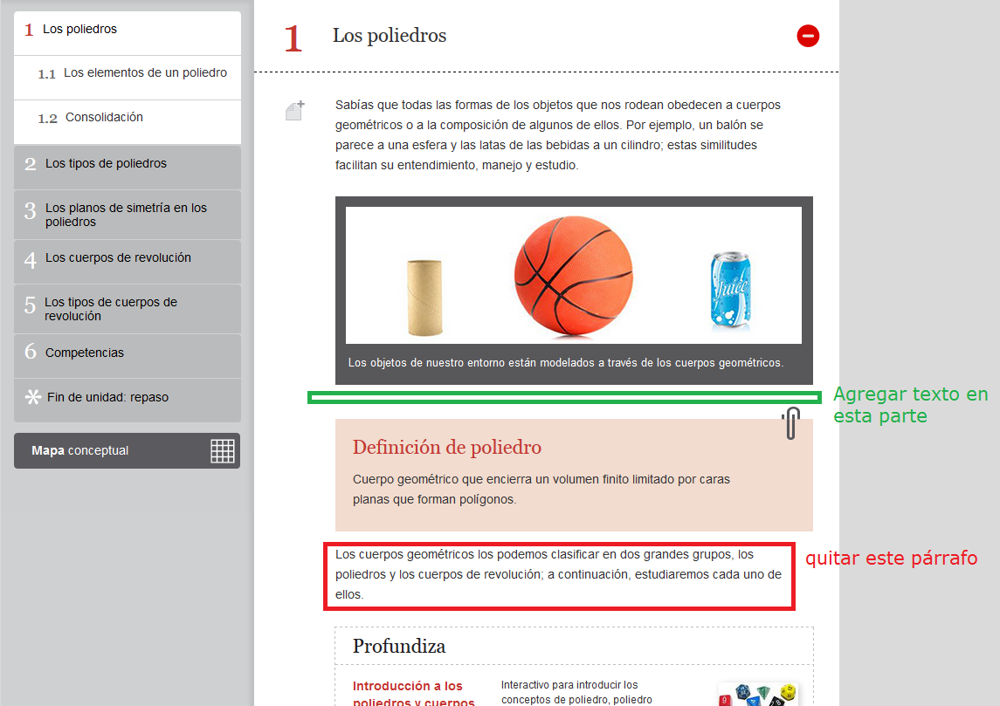 1 Los poliedros
1.1 Los elementos de un poliedro
1.2 Consolidación
2 Los tipos de poliedros
3 Los planos de simetría en los
poliedros
4 Los cuerpos de revolución
5 Los tipos de cuerpos de
revolución
6 Competencias
* Fin de unidad: repaso
Mapa conceptual
1 Los poliedros
Sabías que todas las formas de los objetos que nos rodean obedecen a cuerpos
geométricos o a la composición de algunos de ellos. Por ejemplo, un balón se
parece a una esfera y las latas de las bebidas a un cilindro; estas similitudes
facilitan su entendimiento, manejo y estudio.
Juice
Los objetos de nuestro entorno están modelados a través de los cuerpos geométricos.
Agregar texto en
esta parte
Definición de poliedro
Cuerpo geométrico que encierra un volumen finito limitado por caras
planas que forman polígonos.
Los cuerpos geométricos los podemos clasificar en dos grandes grupos, los
poliedros y los cuerpos de revolución; a continuación, estudiaremos cada uno de
ellos.
quitar este párrafo
Profundiza
Introducción a los
poliedros y cuerpos
Interactivo para introducir los
conceptos de poliedro, poliedro